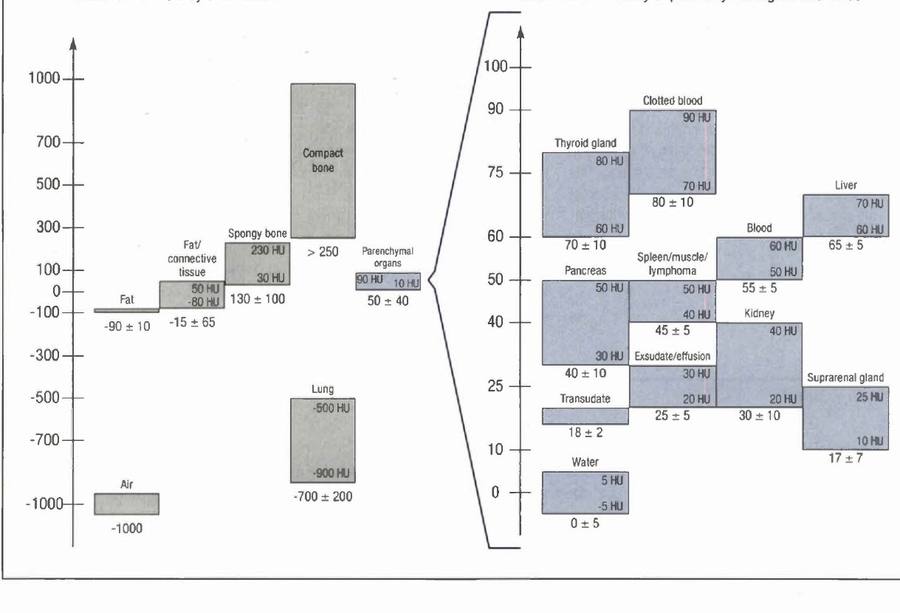 1000
700
500
300
100
0
-100
-300
-500
-700
-1000
Fat
-90 ± 10
Fat/
connective
tissue
50 HU
-80 HU
-15 ± 65
Spongy bone
230 HU
30 HU
130 ± 100
Compact
bone
> 250
Parenchymal
organs
90 HU 10 HU
50 ± 40
Lung
-500 HU
-900 HU
-700 ± 200
Air
-1000
100
90
75
60
50
40
25
10
0
Clotted blood
90 HU
70 HU
80 ± 10
Thyroid gland
80 HU
60 HU
70 ± 10
Liver
70 HU
60 HU
65 ± 5
Blood
60 HU
50 HU
55 ± 5
Pancreas
50 HU
30 HU
40 ± 10
Spleen/muscle/
lymphoma
50 HU
40 HU
45 ± 5
Kidney
40 HU
20 HU
30 ± 10
Exsudate/effusion
30 HU
20 HU
25 ± 5
Suprarenal gland
25 HU
10 HU
17 ± 7
Transudate
18 ± 2
Water
5 HU
-5 HU
0 ± 5